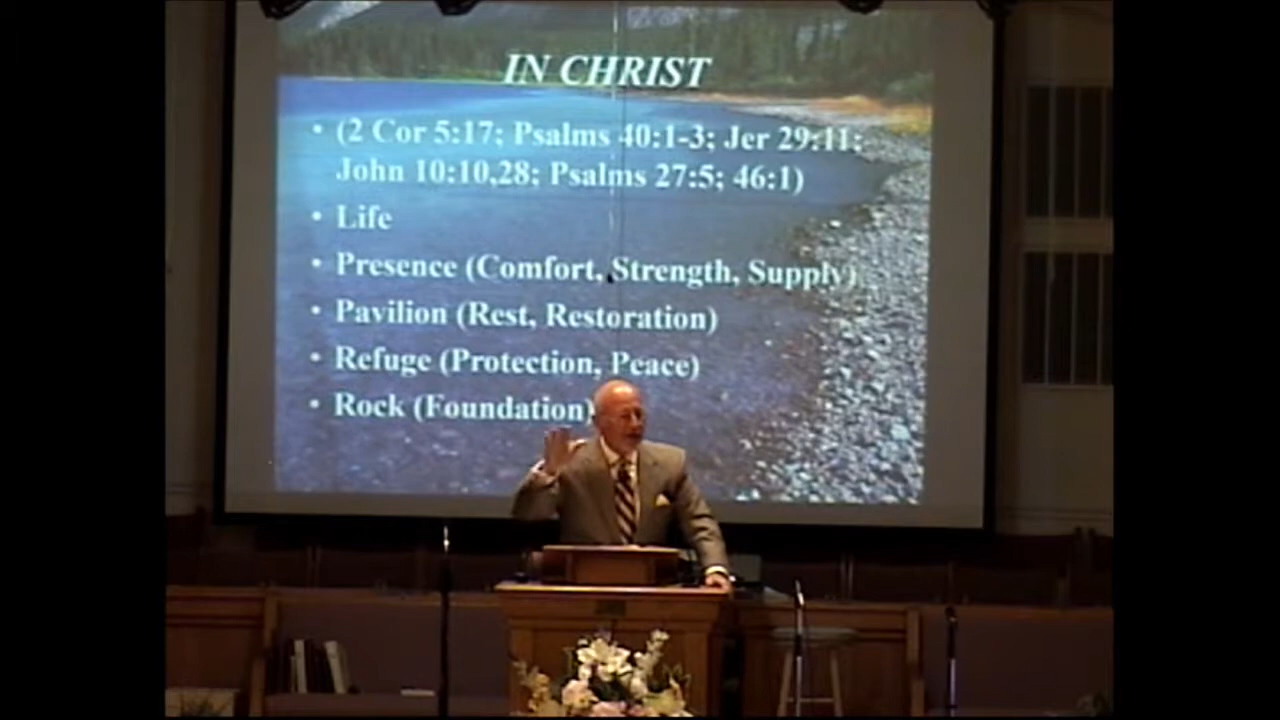 IN CHRIST
• (2 Cor 5:17; Psalms 40:1-3; Jer 29:11;
John 10:10,28; Psalms 27:5; 46:1)
• Life
• Presence (Comfort, Strength, Supply)
• Pavilion (Rest, Restoration)
• Refuge (Protection, Peace)
• Rock (Foundation)